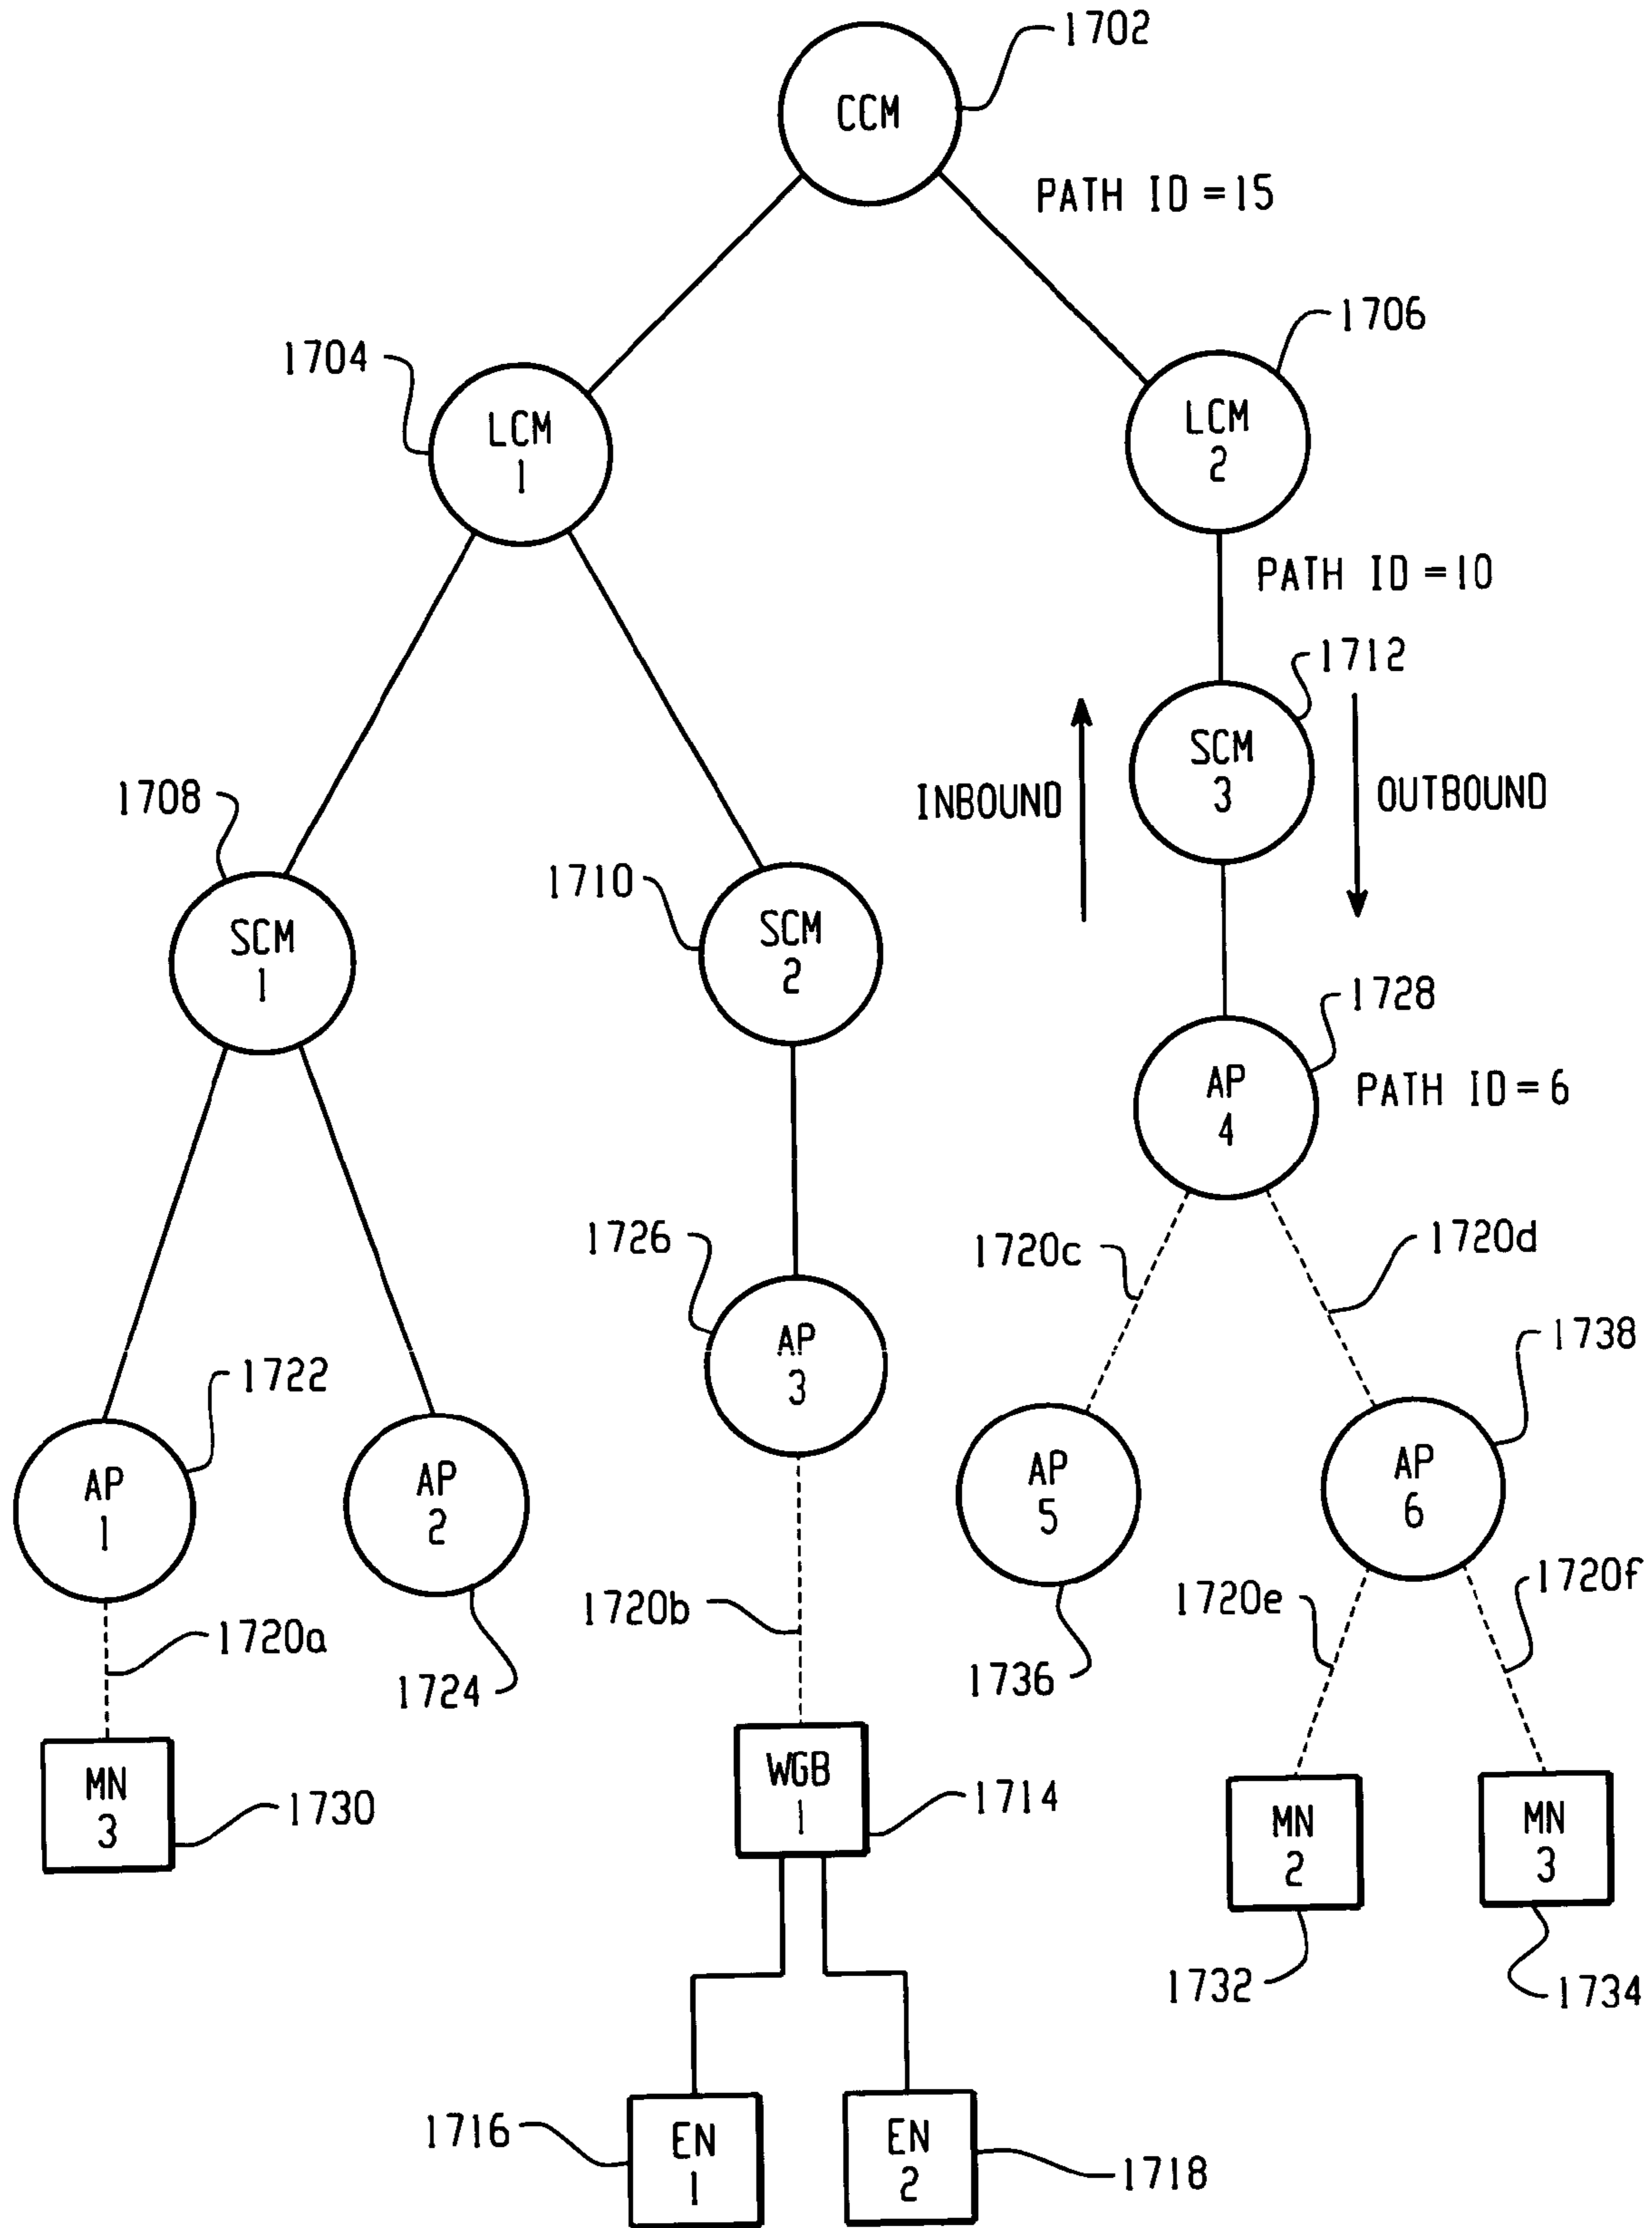 1702
CCM
PATH ID = 15
1706
1704
LCM
1
LCM
2
PATH ID = 10
1712
SCM
3
INBOUND
OUTBOUND
1708
1710
SCM
1
SCM
2
1728
AP
4
PATH ID = 6
1726
1720c
1720d
1738
1722
AP
3
AP
1
AP
2
AP
5
AP
6
1720a
1724
1720b
1720e
1720f
1736
MN
3
1730
WGB
1
1714
MN
2
MN
3
1732
1734
1716
EN
1
EN
2
1718